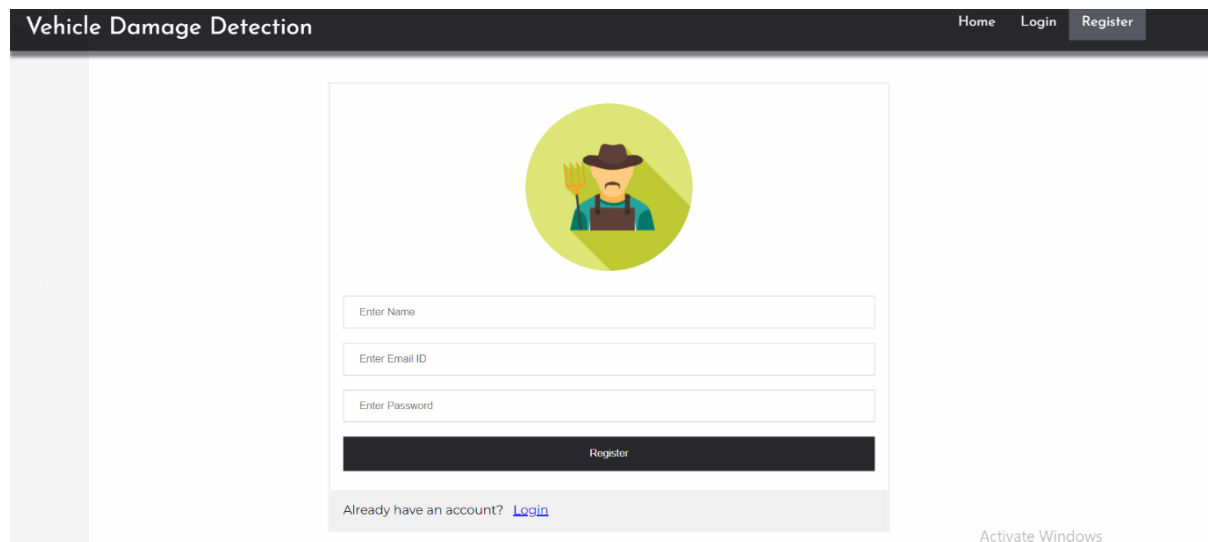 Vehicle Damage Detection
Home Login Register
Enter Name
Enter Email ID
Enter Password
Register
Already have an account? Login
Activate Windows